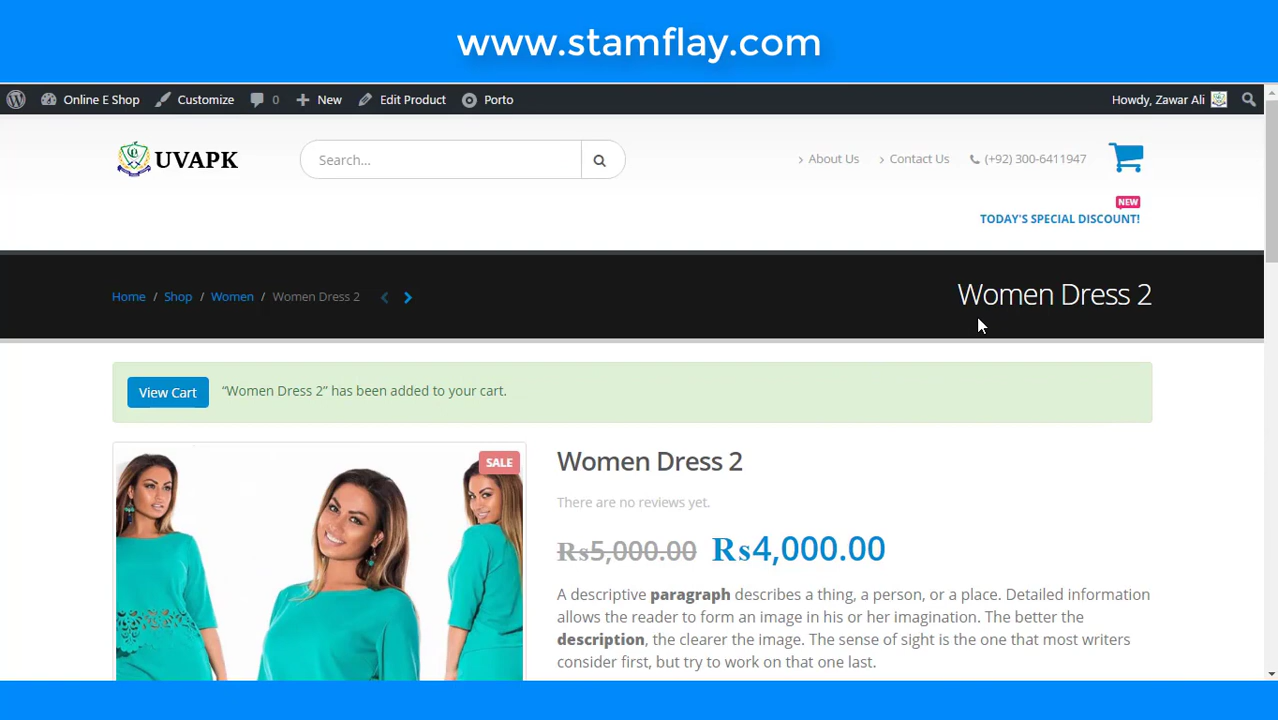 www.stamflay.com
Online E Shop Customize 0 New Edit Product Porto Howdy, Zawar Ali
UVAPK Search... About Us Contact Us (+92) 300-6411947
NEW
TODAY'S SPECIAL DISCOUNT!
Home / Shop / Women / Women Dress 2 Women Dress 2
View Cart “Women Dress 2” has been added to your cart.
SALE
Women Dress 2
There are no reviews yet.
₨5,000.00 ₨4,000.00
A descriptive paragraph describes a thing, a person, or a place. Detailed information
allows the reader to form an image in his or her imagination. The better the
description, the clearer the image. The sense of sight is the one that most writers
consider first, but try to work on that one last.